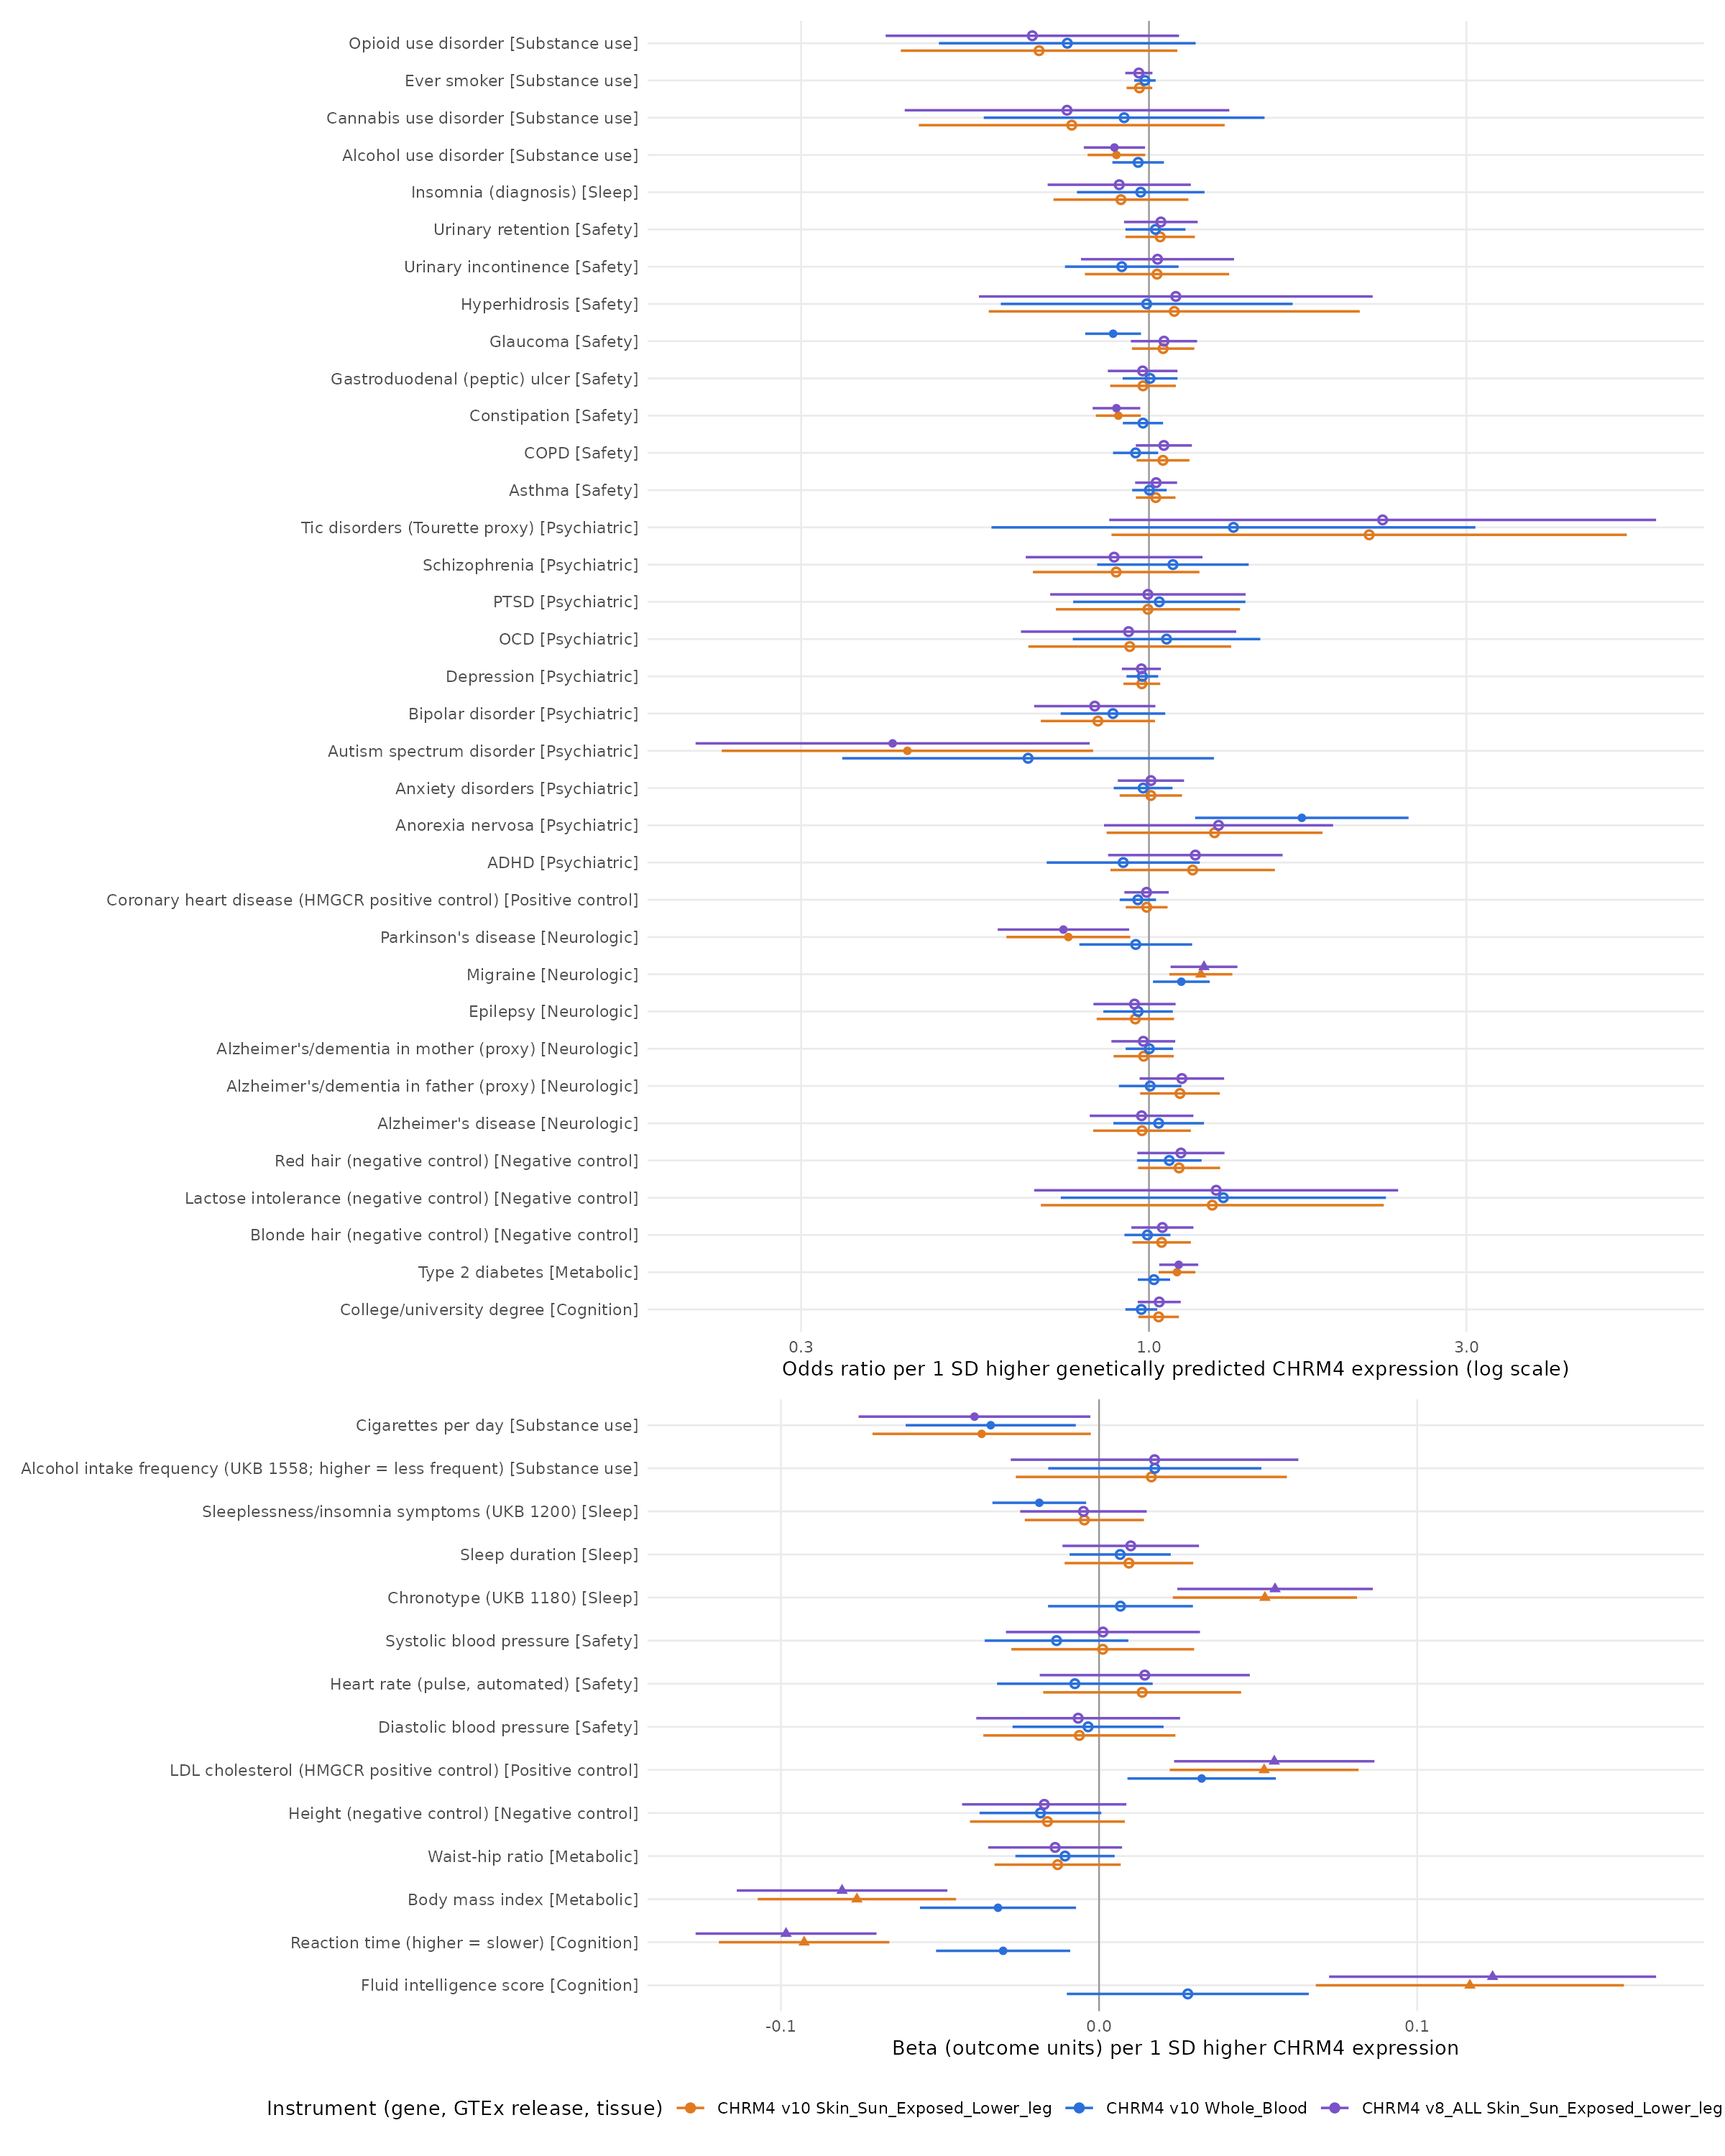 Opioid use disorder [Substance use]
Ever smoker [Substance use]
Cannabis use disorder [Substance use]
Alcohol use disorder [Substance use]
Insomnia (diagnosis) [Sleep]
Urinary retention [Safety]
Urinary incontinence [Safety]
Hyperhidrosis [Safety]
Glaucoma [Safety]
Gastroduodenal (peptic) ulcer [Safety]
Constipation [Safety]
COPD [Safety]
Asthma [Safety]
Tic disorders (Tourette proxy) [Psychiatric]
Schizophrenia [Psychiatric]
PTSD [Psychiatric]
OCD [Psychiatric]
Depression [Psychiatric]
Bipolar disorder [Psychiatric]
Autism spectrum disorder [Psychiatric]
Anxiety disorders [Psychiatric]
Anorexia nervosa [Psychiatric]
ADHD [Psychiatric]
Coronary heart disease (HMGCR positive control) [Positive control]
Parkinson's disease [Neurologic]
Migraine [Neurologic]
Epilepsy [Neurologic]
Alzheimer's/dementia in mother (proxy) [Neurologic]
Alzheimer's/dementia in father (proxy) [Neurologic]
Alzheimer's disease [Neurologic]
Red hair (negative control) [Negative control]
Lactose intolerance (negative control) [Negative control]
Blonde hair (negative control) [Negative control]
Type 2 diabetes [Metabolic]
College/university degree [Cognition]
0.3 1.0 3.0
Odds ratio per 1 SD higher genetically predicted CHRM4 expression (log scale)
Cigarettes per day [Substance use]
Alcohol intake frequency (UKB 1558; higher = less frequent) [Substance use]
Sleeplessness/insomnia symptoms (UKB 1200) [Sleep]
Sleep duration [Sleep]
Chronotype (UKB 1180) [Sleep]
Systolic blood pressure [Safety]
Heart rate (pulse, automated) [Safety]
Diastolic blood pressure [Safety]
LDL cholesterol (HMGCR positive control) [Positive control]
Height (negative control) [Negative control]
Waist-hip ratio [Metabolic]
Body mass index [Metabolic]
Reaction time (higher = slower) [Cognition]
Fluid intelligence score [Cognition]
-0.1 0.0 0.1
Beta (outcome units) per 1 SD higher CHRM4 expression
Instrument (gene, GTEx release, tissue) CHRM4 v10 Skin_Sun_Exposed_Lower_leg CHRM4 v10 Whole_Blood CHRM4 v8_ALL Skin_Sun_Exposed_Lower_leg